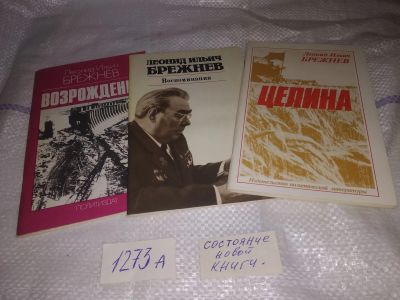 Леонид Ильич
БРЕЖНЕВ
ВОЗРОЖДЕНИ
ПОЛИТИЗДАТ
ЛЕОНИД ИЛЬИЧ
БРЕЖНЕВ
Воспоминания
Леонид Ильич
БРЕЖНЕВ
ЦЕЛИНА
Издательство политической литературы
1273 А
СОСТОЯНИЕ
НОВОЙ
КНИГИ.